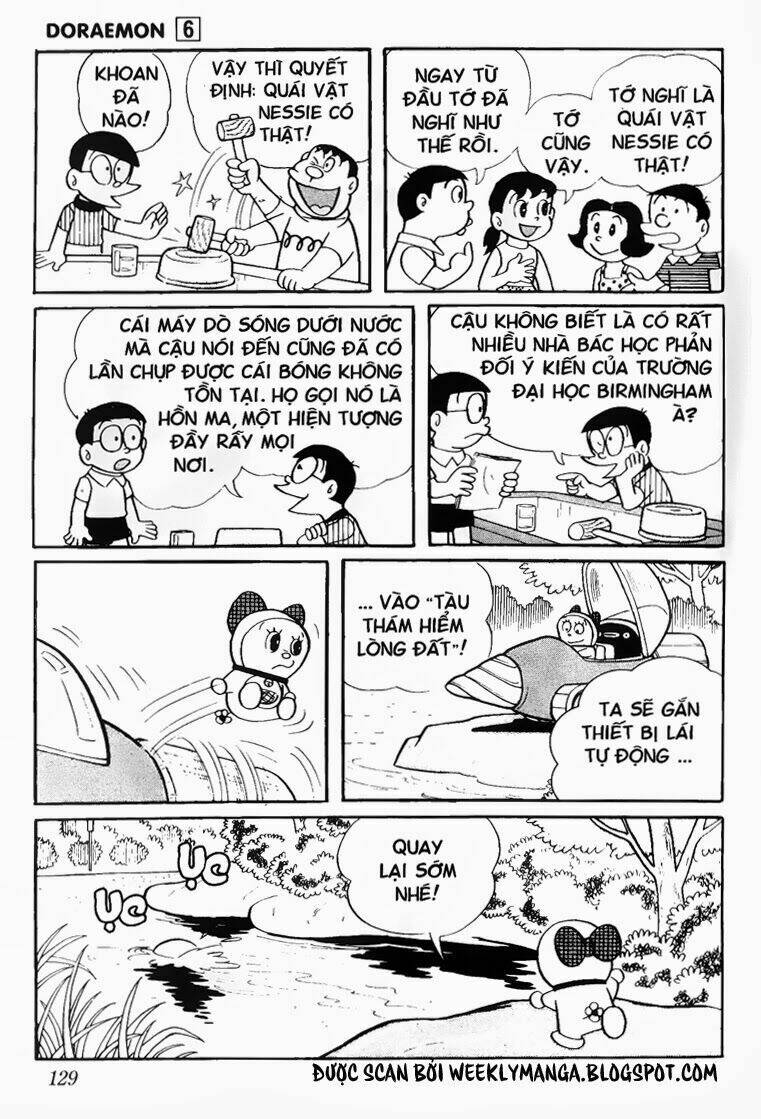 DORAEMON 6
KHOAN
ĐÃ
NÀO!
VẬY THÌ QUYẾT
ĐỊNH: QUÁI VẬT
NESSIE CÓ
THẬT!
NGAY TỪ
ĐẦU TỚ ĐÃ
NGHĨ NHƯ
THẾ RỒI.
TỚ
CŨNG
VẬY.
TỚ NGHĨ LÀ
QUÁI VẬT
NESSIE CÓ
THẬT!
CÁI MÁY DÒ SÓNG DƯỚI NƯỚC
MÀ CẬU NÓI ĐẾN CŨNG ĐÃ CÓ
LẦN CHỤP ĐƯỢC CÁI BÓNG KHÔNG
TỒN TẠI. HỌ GỌI NÓ LÀ
HỒN MA, MỘT HIỆN TƯỢNG
ĐẦY RẪY MỌI
NƠI.
CẬU KHÔNG BIẾT LÀ CÓ RẤT
NHIỀU NHÀ BÁC HỌC PHẢN
ĐỐI Ý KIẾN CỦA TRƯỜNG
ĐẠI HỌC BIRMINGHAM
À?
... VÀO "TÀU
THÁM HIỂM
LÒNG ĐẤT"!
TA SẼ GẮN
THIẾT BỊ LÁI
TỰ ĐỘNG ...
ỤC
ỤC
QUAY
LẠI SỚM
NHÉ!
129
ĐƯỢC SCAN BỞI WEEKLYMANGA.BLOGSPOT.COM